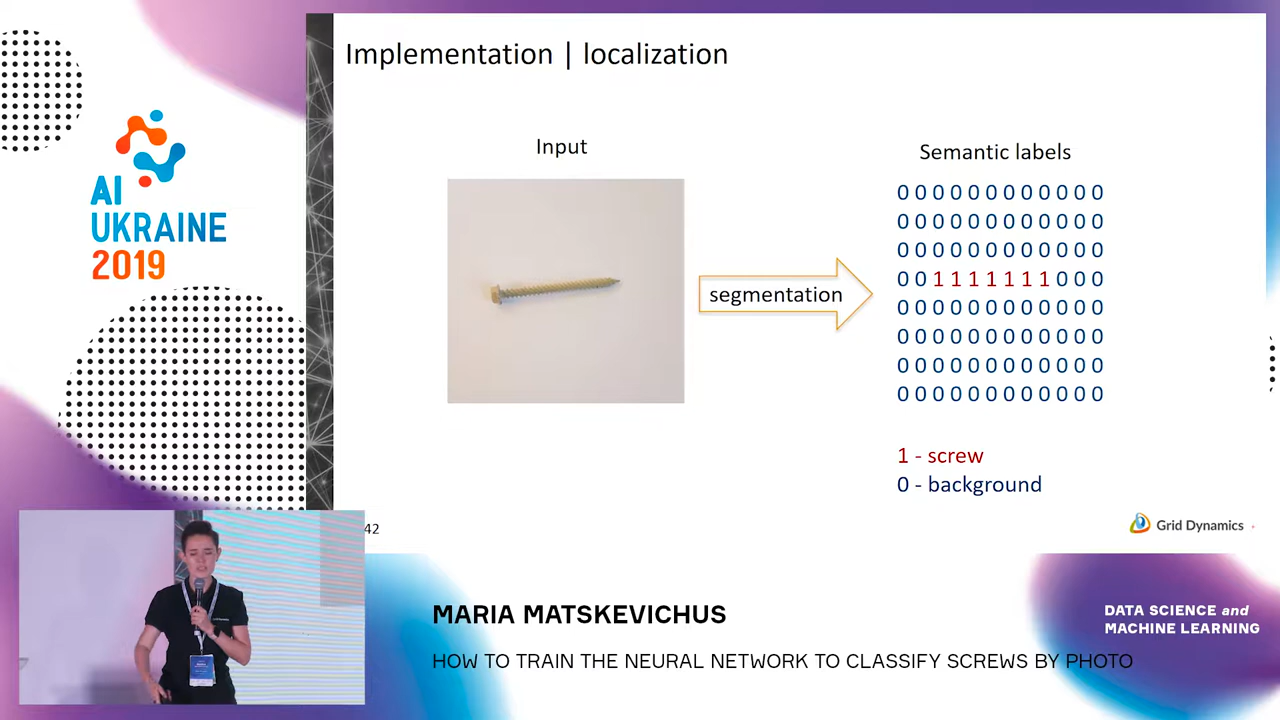 Implementation | localization
AI
UKRAINE
2019
Input
Semantic labels
0 0 0 0 0 0 0 0 0 0 0 0
0 0 0 0 0 0 0 0 0 0 0 0
0 0 0 0 0 0 0 0 0 0 0 0
0 0 1 1 1 1 1 1 1 0 0 0
0 0 0 0 0 0 0 0 0 0 0 0
0 0 0 0 0 0 0 0 0 0 0 0
0 0 0 0 0 0 0 0 0 0 0 0
0 0 0 0 0 0 0 0 0 0 0 0
segmentation
1 - screw
0 - background
42
Grid Dynamics
MARIA MATSKEVICHUS
HOW TO TRAIN THE NEURAL NETWORK TO CLASSIFY SCREWS BY PHOTO
DATA SCIENCE and
MACHINE LEARNING